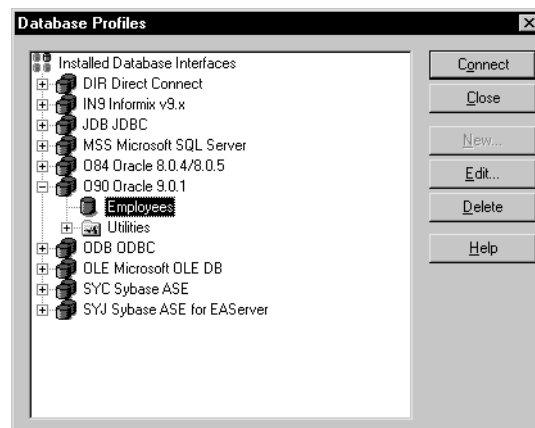 Database Profiles
Installed Database Interfaces
DIR Direct Connect
IN9 Informix v9.x
JDB JDBC
MSS Microsoft SQL Server
O84 Oracle 8.0.4/8.0.5
O90 Oracle 9.0.1
Employees
Utilities
ODB ODBC
OLE Microsoft OLE DB
SYC Sybase ASE
SYJ Sybase ASE for EAServer
Connect
Close
New...
Edit...
Delete
Help